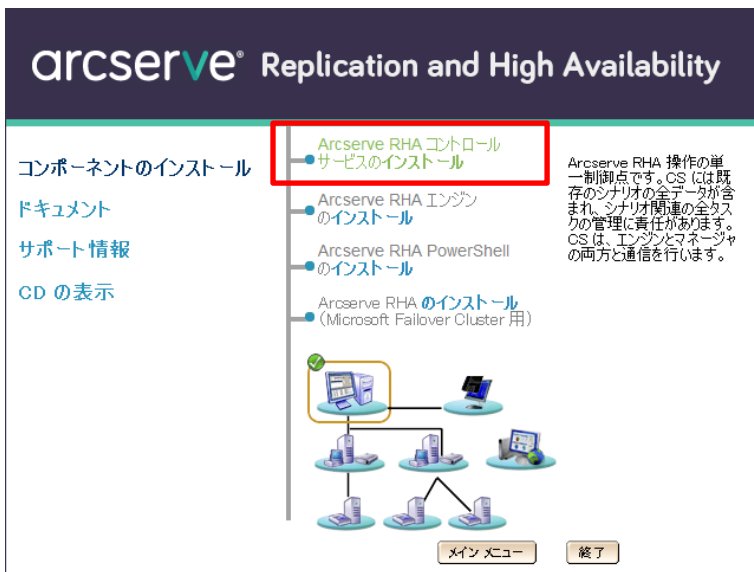 arcserve® Replication and High Availability
コンポーネントのインストール
ドキュメント
サポート情報
CD の表示
Arcserve RHA コントロール
サービスのインストール
Arcserve RHA エンジン
のインストール
Arcserve RHA PowerShell
のインストール
Arcserve RHA のインストール
(Microsoft Failover Cluster 用)
Arcserve RHA 操作の単
一制御点です。CS には既
存のシナリオの全データが含
まれ、シナリオ関連の全タス
クの管理に責任があります。
CS は、エンジンとマネージャ
の両方と通信を行います。
メイン メニュー
終了